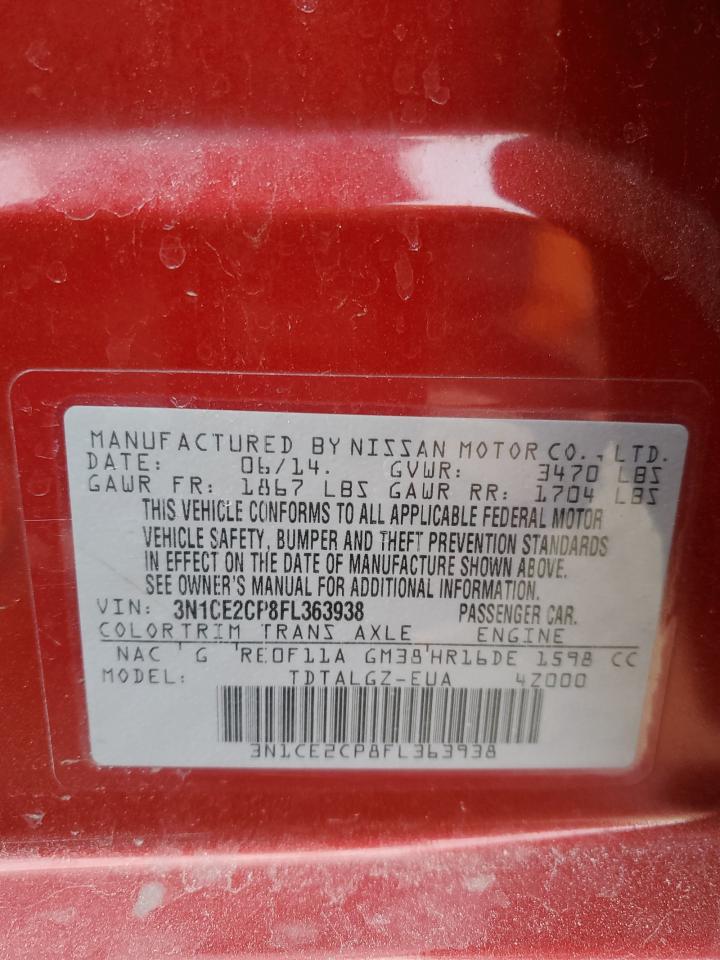 MANUFACTURED BY NISSAN MOTOR CO., LTD.
DATE: 06/14. GVWR: 3470 LBS
GAWR FR: 1867 LBS GAWR RR: 1704 LBS
THIS VEHICLE CONFORMS TO ALL APPLICABLE FEDERAL MOTOR
VEHICLE SAFETY, BUMPER AND THEFT PREVENTION STANDARDS
IN EFFECT ON THE DATE OF MANUFACTURE SHOWN ABOVE.
SEE OWNER'S MANUAL FOR ADDITIONAL INFORMATION.
VIN: 3N1CE2CP8FL363938 PASSENGER CAR.
COLOR TRIM TRANS AXLE ENGINE
NAC G RE0F11A GM38 HR16DE 1598 CC
MODEL: TDTALGZ-EUA 4Z000
3N1CE2CP8FL363938